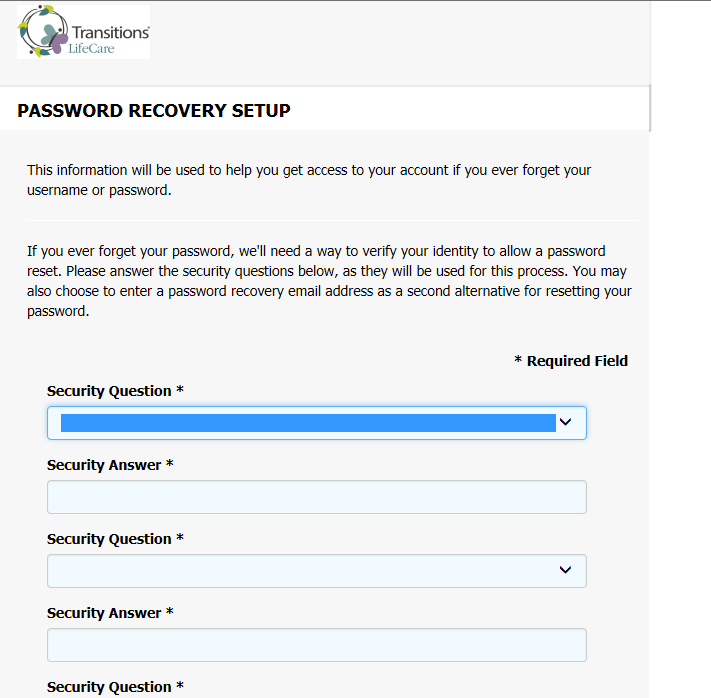 Transitions®
LifeCare
PASSWORD RECOVERY SETUP
This information will be used to help you get access to your account if you ever forget your
username or password.
If you ever forget your password, we'll need a way to verify your identity to allow a password
reset. Please answer the security questions below, as they will be used for this process. You may
also choose to enter a password recovery email address as a second alternative for resetting your
password.
* Required Field
Security Question *
Security Answer *
Security Question *
Security Answer *
Security Question *